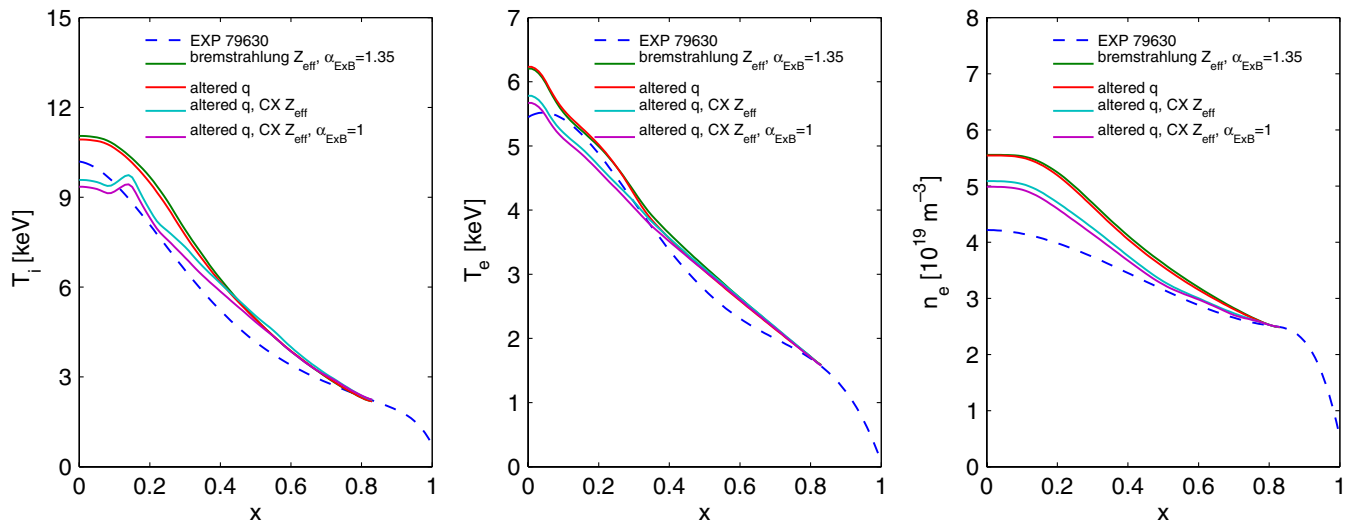 15
12
9
6
3
0
T_i [keV]
0 0.2 0.4 0.6 0.8 1
x
EXP 79630
bremstrahlung Z_eff, α_ExB=1.35
altered q
altered q, CX Z_eff
altered q, CX Z_eff, α_ExB=1
7
6
5
4
3
2
1
0
T_e [keV]
0 0.2 0.4 0.6 0.8 1
x
EXP 79630
bremstrahlung Z_eff, α_ExB=1.35
altered q
altered q, CX Z_eff
altered q, CX Z_eff, α_ExB=1
8
7
6
5
4
3
2
1
0
n_e [10^19 m^−3]
0 0.2 0.4 0.6 0.8 1
x
EXP 79630
bremstrahlung Z_eff, α_ExB=1.35
altered q
altered q, CX Z_eff
altered q, CX Z_eff, α_ExB=1